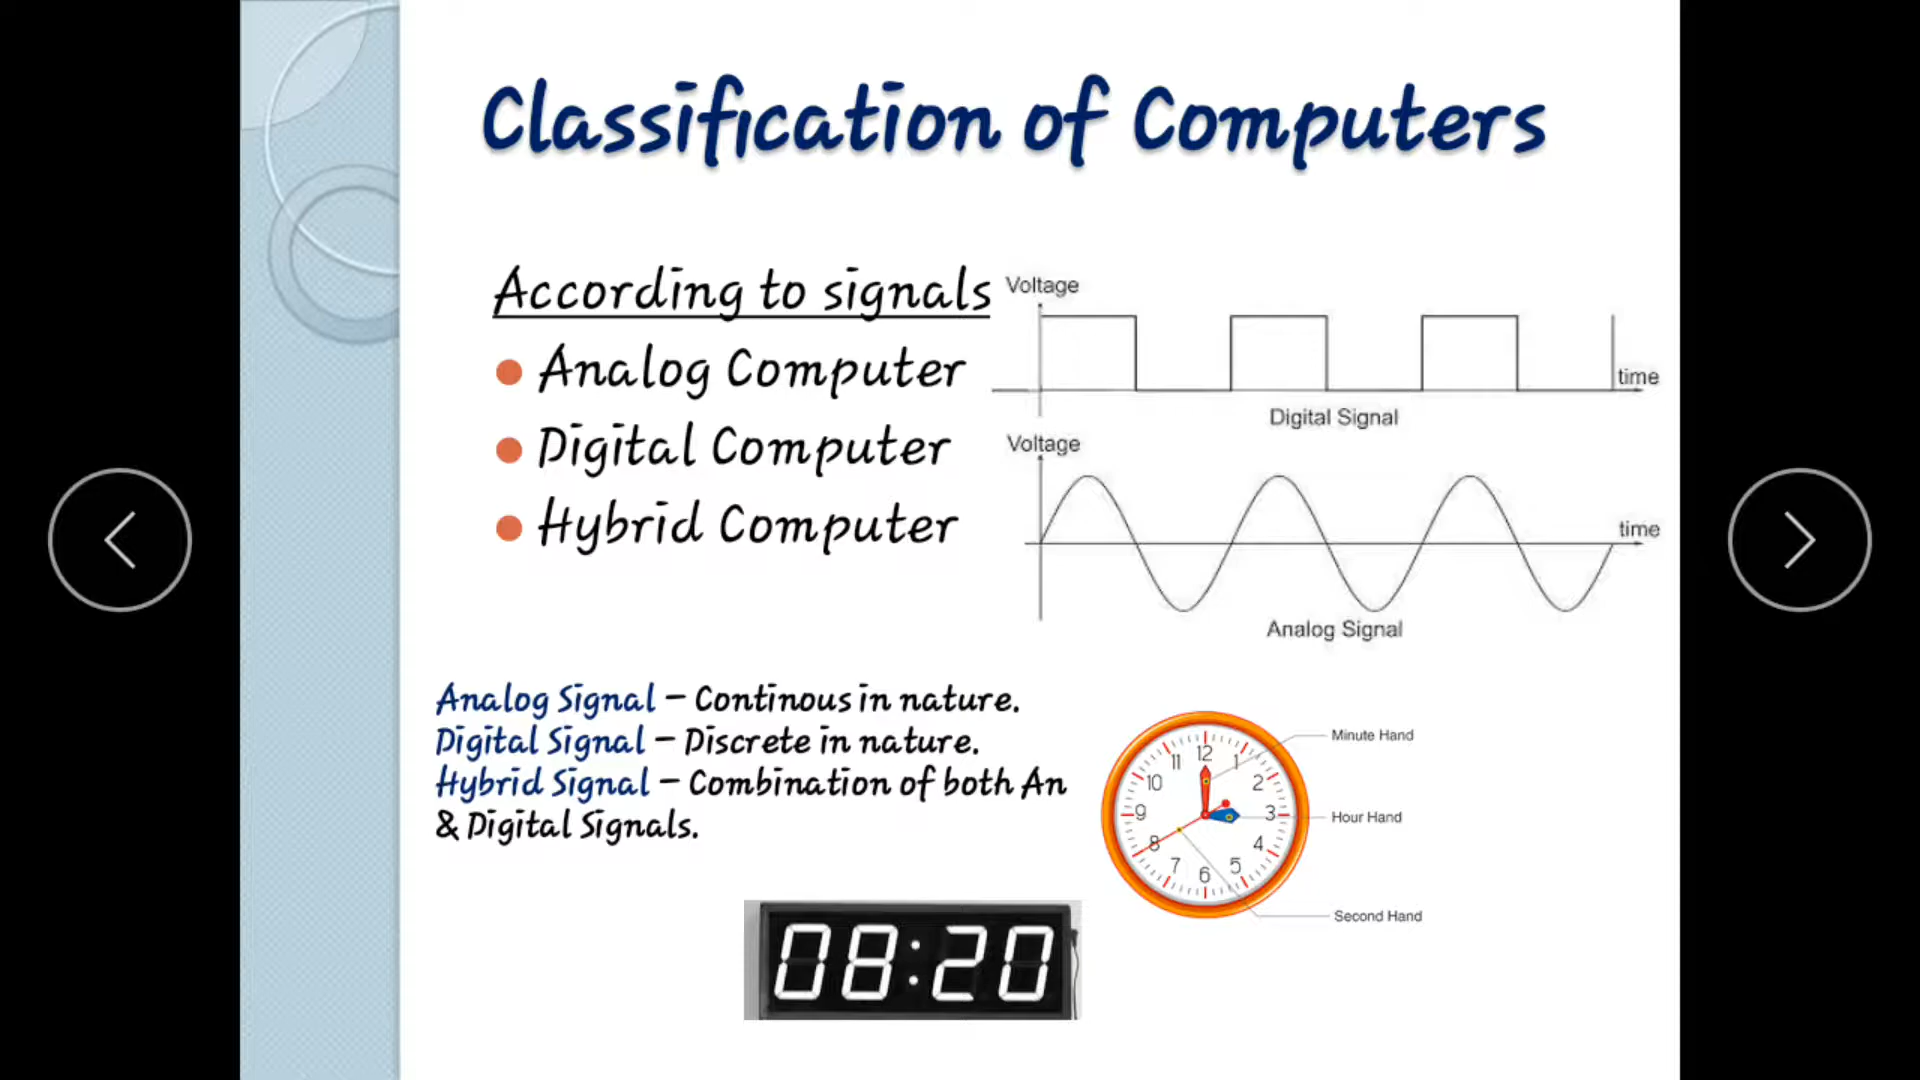 Classification of Computers
According to signals
Analog Computer
Digital Computer
Hybrid Computer
Voltage
time
Digital Signal
Voltage
time
Analog Signal
Analog Signal – Continous in nature.
Digital Signal – Discrete in nature.
Hybrid Signal – Combination of both An
& Digital Signals.
12
1
2
3
4
5
6
7
8
9
10
11
Minute Hand
Hour Hand
Second Hand
08:20